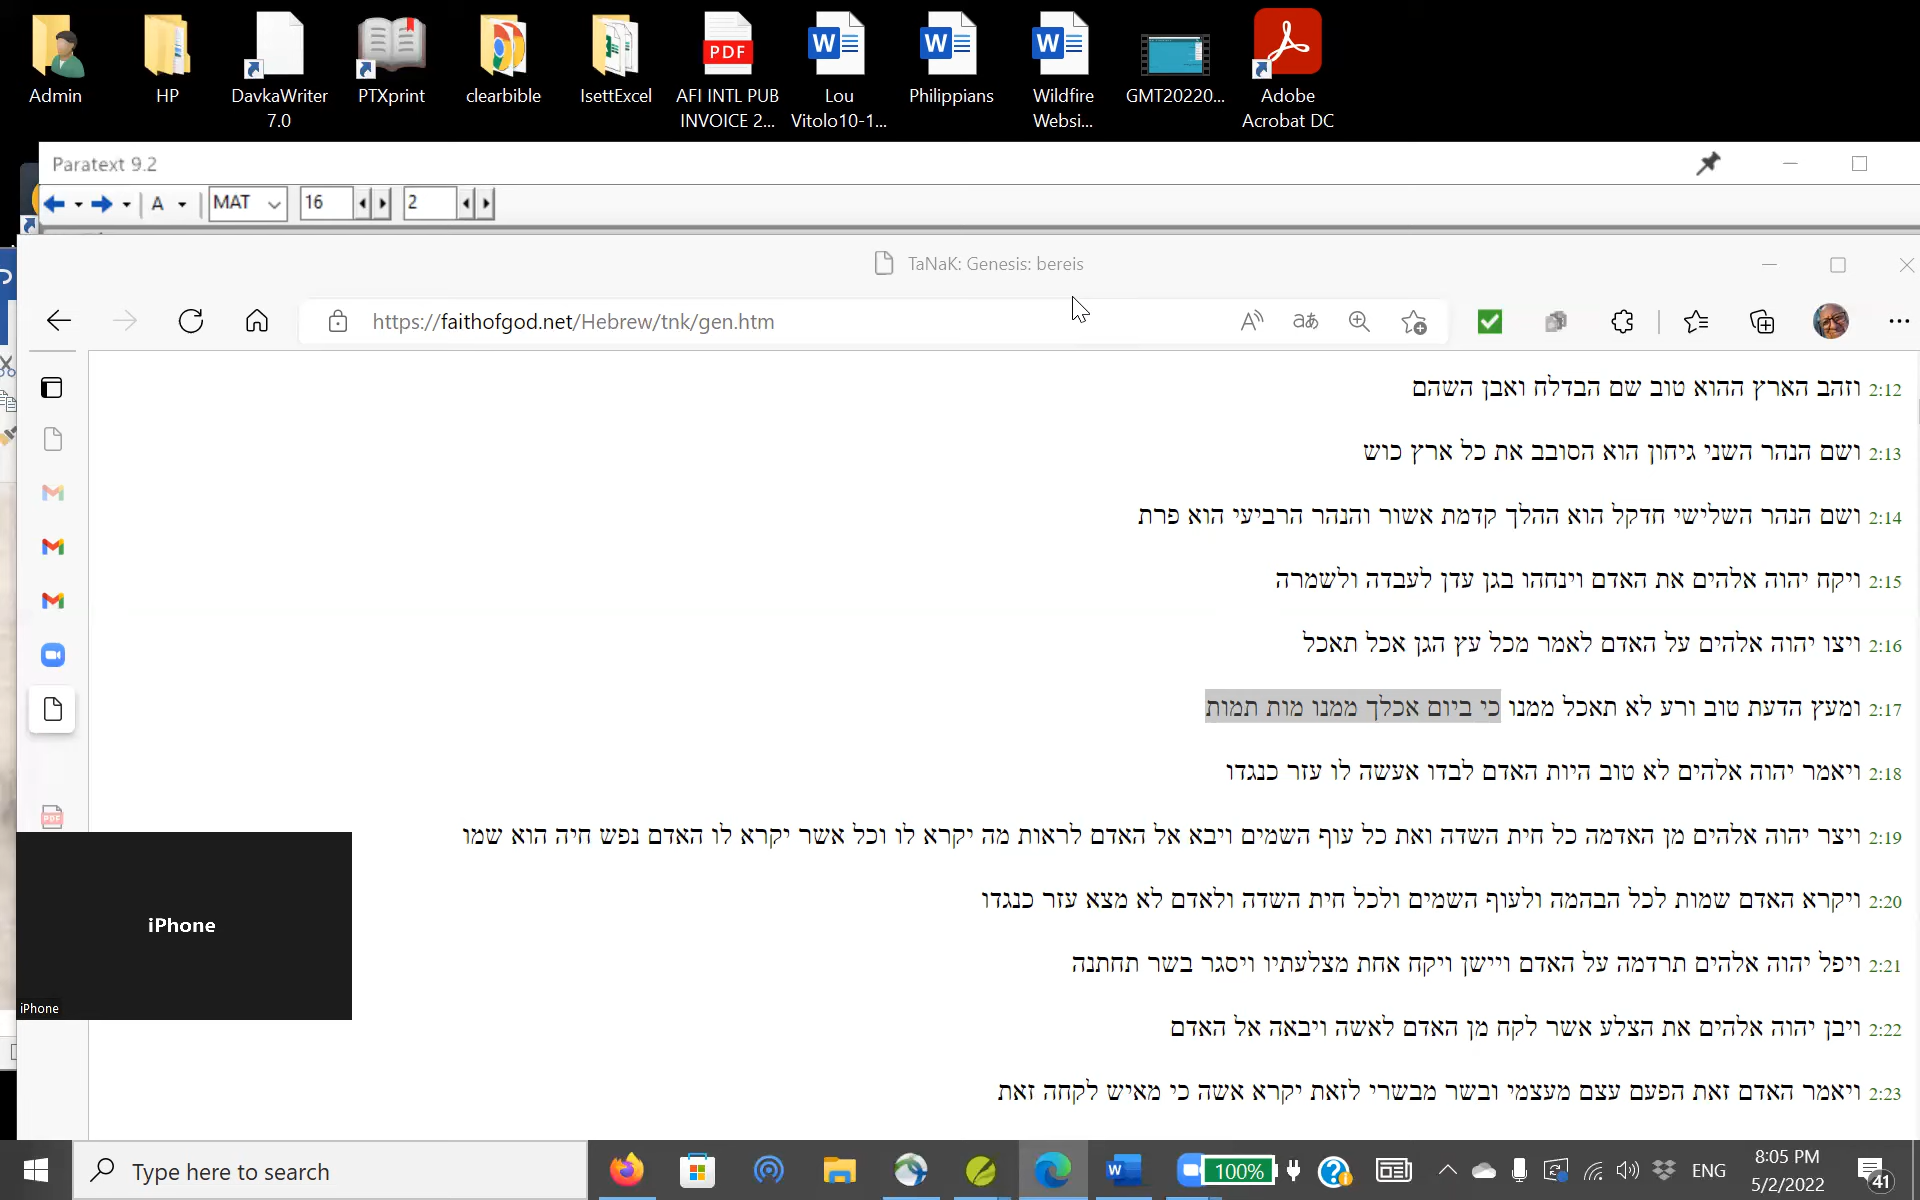 Admin
HP
DavkaWriter 7.0
PTXprint
clearbible
IsettExcel
PDF
AFI INTL PUB INVOICE 2...
Lou Vitolo10-1...
Philippians
Wildfire Websi...
GMT20220...
Adobe Acrobat DC
Paratext 9.2
A
MAT
16
2
TaNaK: Genesis: bereis
https://faithofgod.net/Hebrew/tnk/gen.htm
2:12 וזהב הארץ ההוא טוב שם הבדלח ואבן השהם
2:13 ושם הנהר השני גיחון הוא הסובב את כל ארץ כוש
2:14 ושם הנהר השלישי חדקל הוא ההלך קדמת אשור והנהר הרביעי הוא פרת
2:15 ויקח יהוה אלהים את האדם וינחהו בגן עדן לעבדה ולשמרה
2:16 ויצו יהוה אלהים על האדם לאמר מכל עץ הגן אכל תאכל
2:17 ומעץ הדעת טוב ורע לא תאכל ממנו כי ביום אכלך ממנו מות תמות
2:18 ויאמר יהוה אלהים לא טוב היות האדם לבדו אעשה לו עזר כנגדו
2:19 ויצר יהוה אלהים מן האדמה כל חית השדה ואת כל עוף השמים ויבא אל האדם לראות מה יקרא לו וכל אשר יקרא לו האדם נפש חיה הוא שמו
2:20 ויקרא האדם שמות לכל הבהמה ולעוף השמים ולכל חית השדה ולאדם לא מצא עזר כנגדו
2:21 ויפל יהוה אלהים תרדמה על האדם ויישן ויקח אחת מצלעתיו ויסגר בשר תחתנה
2:22 ויבן יהוה אלהים את הצלע אשר לקח מן האדם לאשה ויבאה אל האדם
2:23 ויאמר האדם זאת הפעם עצם מעצמי ובשר מבשרי לזאת יקרא אשה כי מאיש לקחה זאת
PDF
iPhone
iPhone
Type here to search
100%
ENG
8:05 PM
5/2/2022
41